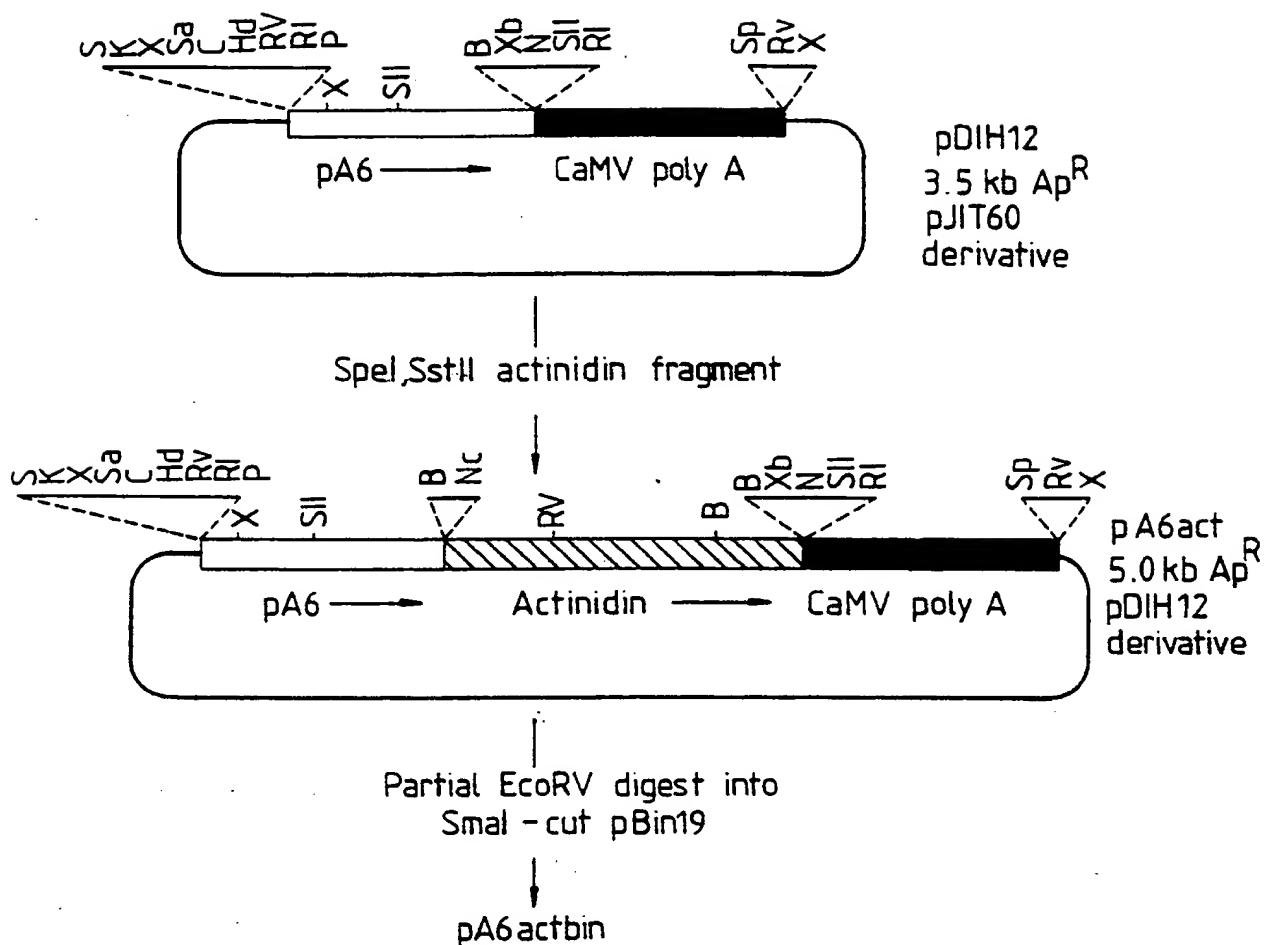 S K X Sa C Hd RV RI P
X
SII
B Xb N SII RI
Sp Rv X
pA6
CaMV poly A
pDIH12
3.5 kb Ap^R
pJIT60
derivative
SpeI, SstII actinidin fragment
S K X Sa C Hd Rv RI P
X
SII
B Nc
RV
B
B Xb N SII RI
Sp Rv X
pA6
Actinidin
CaMV poly A
pA6act
5.0 kb Ap^R
pDIH12
derivative
Partial EcoRV digest into
SmaI - cut pBin19
pA6actbin